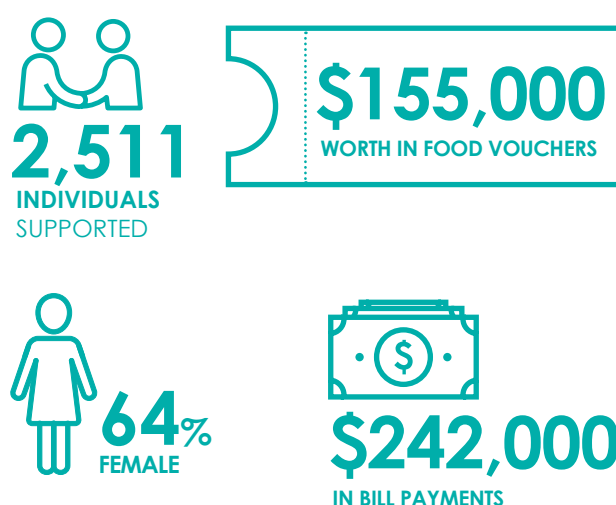 2,511
INDIVIDUALS
SUPPORTED
$155,000
WORTH IN FOOD VOUCHERS
64%
FEMALE
$
$242,000
IN BILL PAYMENTS